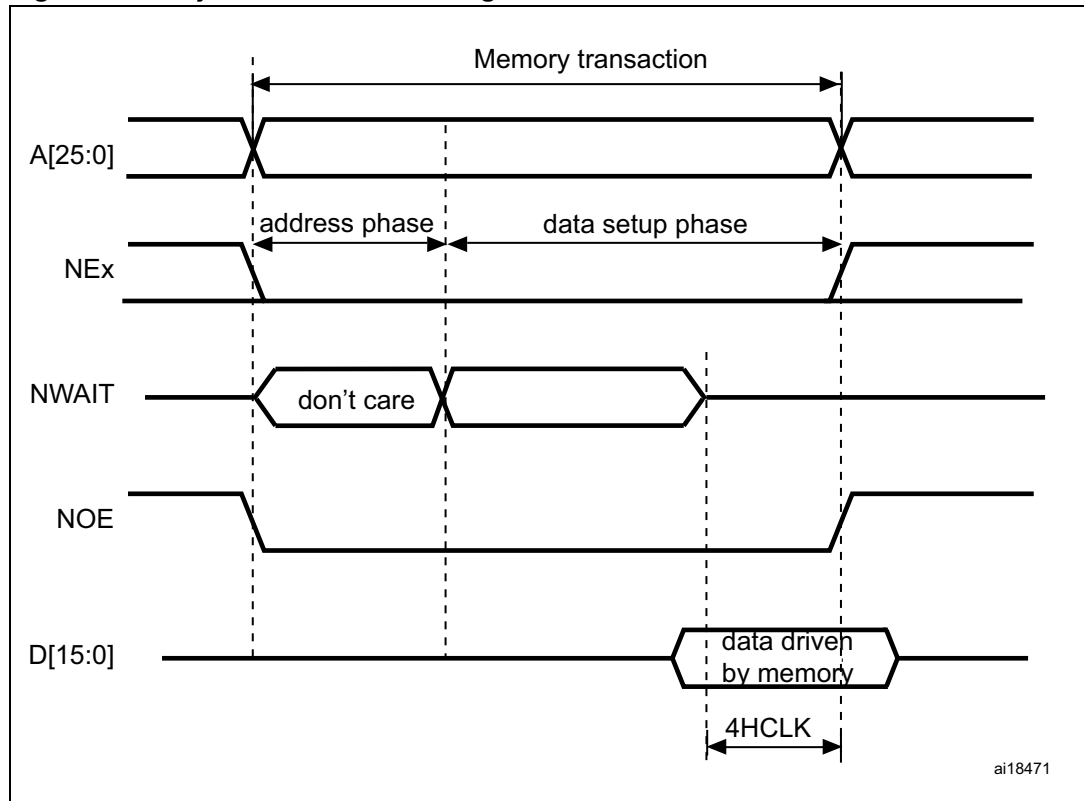 Memory transaction
A[25:0]
address phase
data setup phase
NEx
NWAIT
don't care
NOE
D[15:0]
data driven
by memory
4HCLK
ai18471